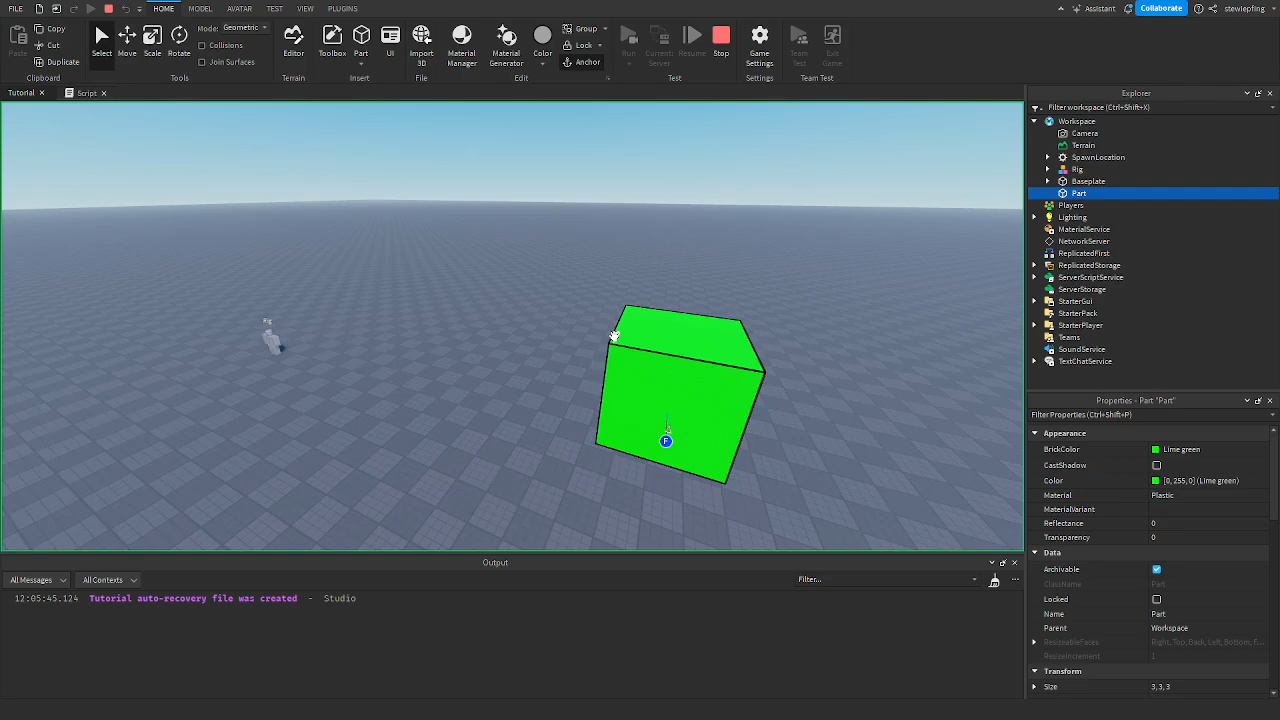 FILE HOME MODEL AVATAR TEST VIEW PLUGINS Assistant Collaborate stewiepfing
Paste Copy Cut Duplicate Clipboard
Select Move Scale Rotate Mode: Geometric Collisions Join Surfaces Tools
Editor Terrain
Toolbox Part UI Insert
Import 3D File
Material Manager Material Generator Color Group Lock Anchor Edit
Run Current: Server Resume Stop Test
Game Settings Settings
Team Test Exit Game Team Test
Tutorial Script
Rig
F
Explorer
Filter workspace (Ctrl+Shift+X)
Workspace
Camera
Terrain
SpawnLocation
Rig
Baseplate
Part
Players
Lighting
MaterialService
NetworkServer
ReplicatedFirst
ReplicatedStorage
ServerScriptService
ServerStorage
StarterGui
StarterPack
StarterPlayer
Teams
SoundService
TextChatService
Properties - Part "Part"
Filter Properties (Ctrl+Shift+P)
Appearance
BrickColor Lime green
CastShadow
Color [0, 255, 0] (Lime green)
Material Plastic
MaterialVariant
Reflectance 0
Transparency 0
Data
Archivable
ClassName Part
Locked
Name Part
Parent Workspace
ResizeableFaces Right, Top, Back, Left, Bottom, F...
ResizeIncrement 1
Transform
Size 3, 3, 3
Output
All Messages All Contexts Filter...
12:05:45.124 Tutorial auto-recovery file was created - Studio